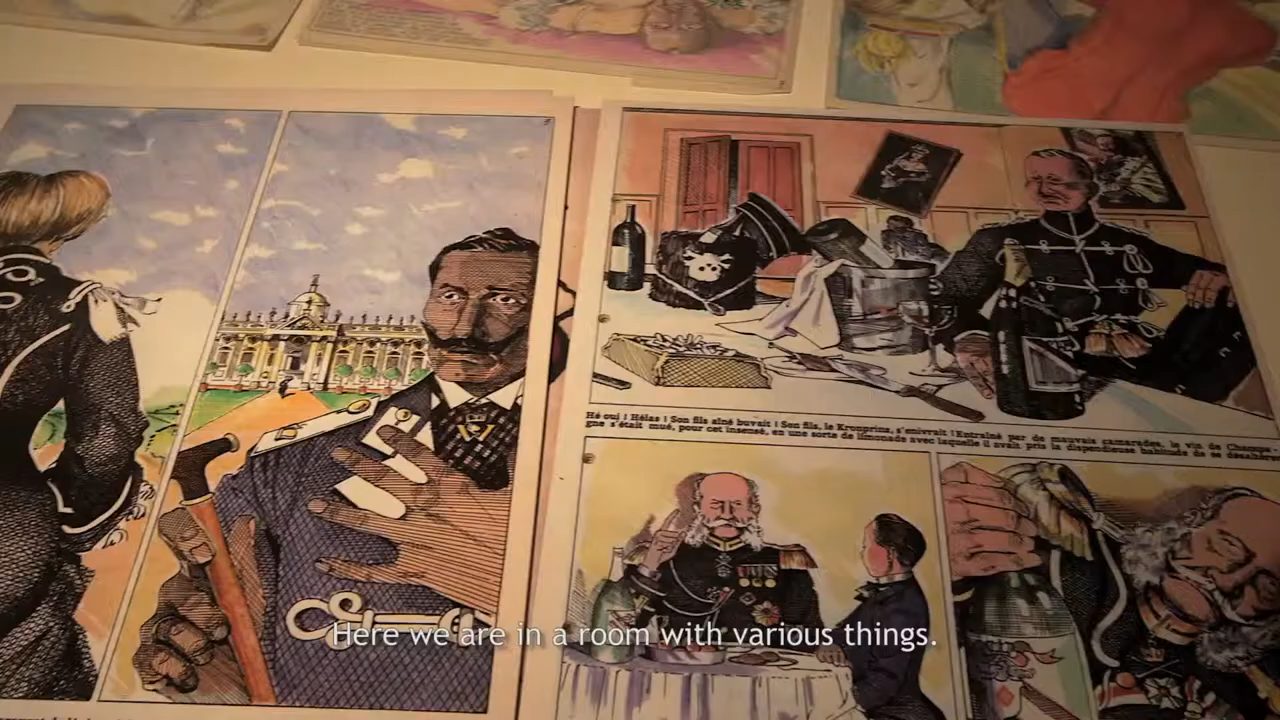 Hé oui ! Hélas ! Son fils aîné buvait ! Son fils, le Kronprinz, s'enivrait ! Entraîné par de mauvais camarades, le vin de Champa-
gne s'était mué, pour cet insensé, en une sorte de limonade avec laquelle il avait pris la dispendieuse habitude de se désaltérer
Here we are in a room with various things.